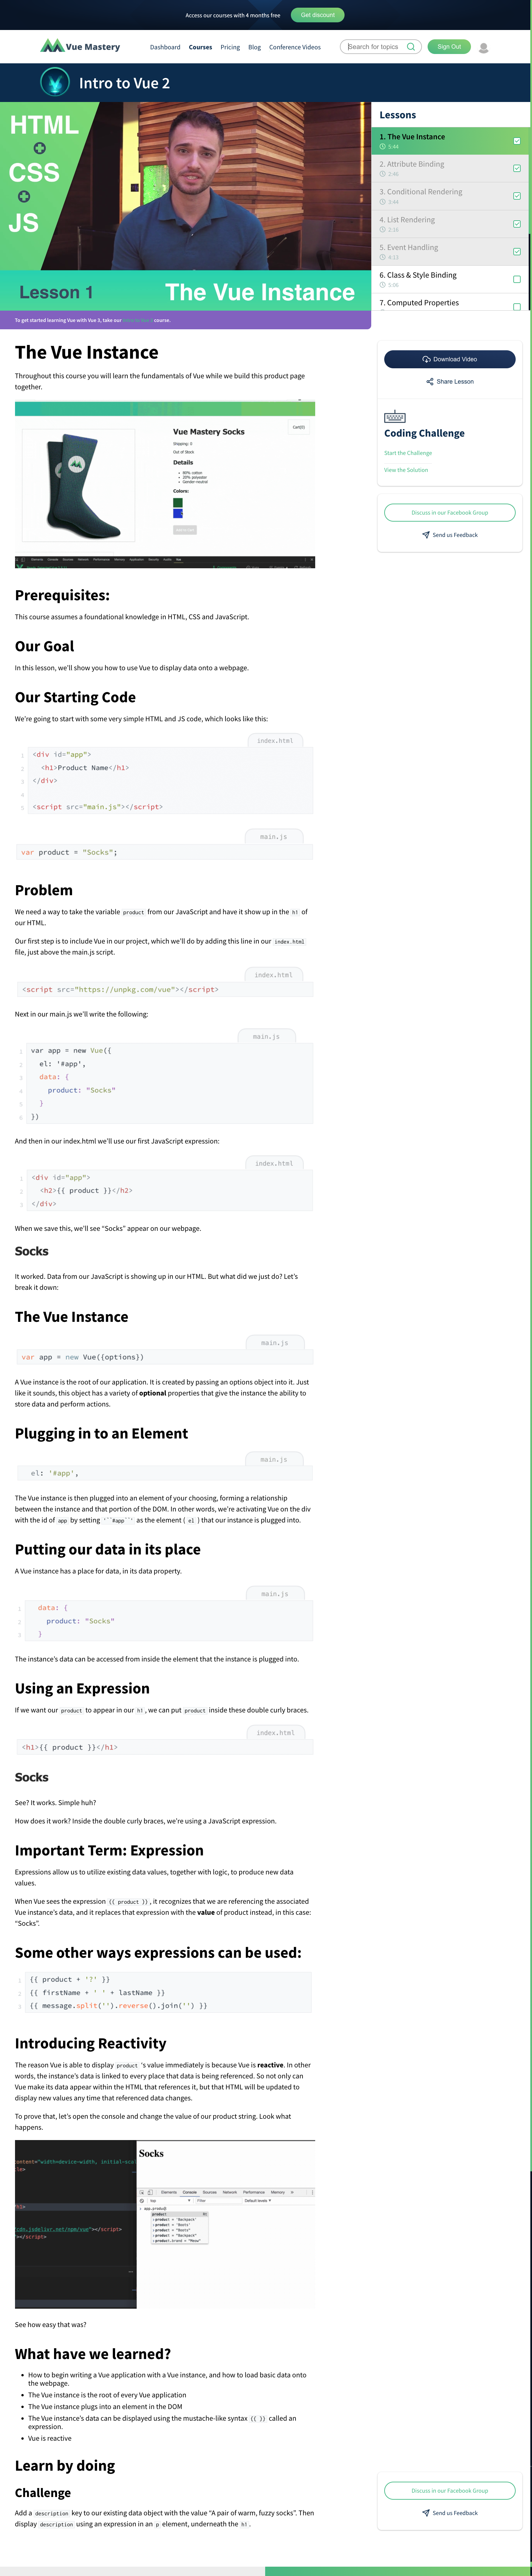 Access our courses with 4 months free
Get discount
Vue Mastery
Dashboard
Courses
Pricing
Blog
Conference Videos
Search for topics
Sign Out
Intro to Vue 2
HTML
CSS
JS
Lesson 1
The Vue Instance
To get started learning Vue with Vue 3, take our
course.
Lessons
1. The Vue Instance
5:44
2. Attribute Binding
2:46
3. Conditional Rendering
3:44
4. List Rendering
2:16
5. Event Handling
4:13
6. Class & Style Binding
5:06
7. Computed Properties
Download Video
Share Lesson
Coding Challenge
Start the Challenge
View the Solution
Discuss in our Facebook Group
Send us Feedback
The Vue Instance
Throughout this course you will learn the fundamentals of Vue while we build this product page
together.
Cart(0)
Vue Mastery Socks
Shipping: 0
Out of Stock
Details
80% cotton
20% polyester
Gender-neutral
Colors:
Elements Console Sources Network Performance Memory Application Security Audits Vue
Prerequisites:
This course assumes a foundational knowledge in HTML, CSS and JavaScript.
Our Goal
In this lesson, we’ll show you how to use Vue to display data onto a webpage.
Our Starting Code
We’re going to start with some very simple HTML and JS code, which looks like this:
index.html
1 <div id="app">
2 <h1>Product Name</h1>
3 </div>
4
5 <script src="main.js"></script>
main.js
var product = "Socks";
Problem
We need a way to take the variable product from our JavaScript and have it show up in the h1 of
our HTML.
Our first step is to include Vue in our project, which we’ll do by adding this line in our index.html
file, just above the main.js script.
index.html
<script src="https://unpkg.com/vue"></script>
Next in our main.js we’ll write the following:
main.js
1 var app = new Vue({
2 el: '#app',
3 data: {
4 product: "Socks"
5 }
6 })
And then in our index.html we’ll use our first JavaScript expression:
index.html
1 <div id="app">
2 <h2>{{ product }}</h2>
3 </div>
When we save this, we’ll see “Socks” appear on our webpage.
Socks
It worked. Data from our JavaScript is showing up in our HTML. But what did we just do? Let’s
break it down:
The Vue Instance
main.js
var app = new Vue({options})
A Vue instance is the root of our application. It is created by passing an options object into it. Just
like it sounds, this object has a variety of optional properties that give the instance the ability to
store data and perform actions.
Plugging in to an Element
main.js
el: '#app',
The Vue instance is then plugged into an element of your choosing, forming a relationship
between the instance and that portion of the DOM. In other words, we’re activating Vue on the div
with the id of app by setting '``#app``' as the element ( el ) that our instance is plugged into.
Putting our data in its place
A Vue instance has a place for data, in its data property.
main.js
1 data: {
2 product: "Socks"
3 }
The instance’s data can be accessed from inside the element that the instance is plugged into.
Using an Expression
If we want our product to appear in our h1 , we can put product inside these double curly braces.
index.html
<h1>{{ product }}</h1>
Socks
See? It works. Simple huh?
How does it work? Inside the double curly braces, we’re using a JavaScript expression.
Important Term: Expression
Expressions allow us to utilize existing data values, together with logic, to produce new data
values.
When Vue sees the expression {{ product }} , it recognizes that we are referencing the associated
Vue instance’s data, and it replaces that expression with the value of product instead, in this case:
“Socks”.
Some other ways expressions can be used:
1 {{ product + '?' }}
2 {{ firstName + ' ' + lastName }}
3 {{ message.split('').reverse().join('') }}
Introducing Reactivity
The reason Vue is able to display product 's value immediately is because Vue is reactive. In other
words, the instance’s data is linked to every place that data is being referenced. So not only can
Vue make its data appear within the HTML that references it, but that HTML will be updated to
display new values any time that referenced data changes.
To prove that, let’s open the console and change the value of our product string. Look what
happens.
Socks
Elements Console Sources Network Performance Memory
top
Filter
Default levels
See how easy that was?
What have we learned?
How to begin writing a Vue application with a Vue instance, and how to load basic data onto
the webpage.
The Vue instance is the root of every Vue application
The Vue instance plugs into an element in the DOM
The Vue instance’s data can be displayed using the mustache-like syntax {{ }} called an
expression.
Vue is reactive
Learn by doing
Challenge
Add a description key to our existing data object with the value “A pair of warm, fuzzy socks”. Then
display description using an expression in an p element, underneath the h1 .
Discuss in our Facebook Group
Send us Feedback